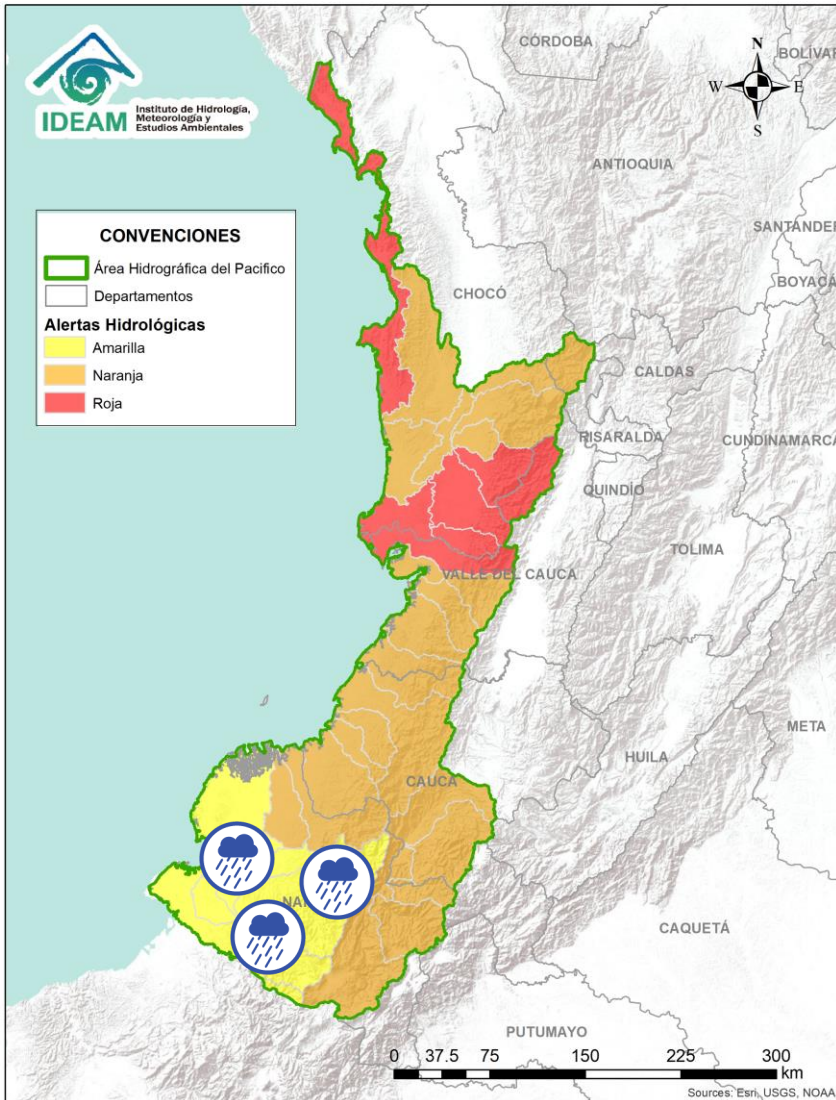 IDEAM
Instituto de Hidrología,
Meteorología y
Estudios Ambientales
CÓRDOBA
BOLÍVAR
N
W
E
S
ANTIOQUIA
SANTANDER
BOYACÁ
CONVENCIONES
Área Hidrográfica del Pacifico
Departamentos
Alertas Hidrológicas
Amarilla
Naranja
Roja
CHOCÓ
CALDAS
RISARALDA
CUNDINAMARCA
QUINDÍO
TOLIMA
VALLE DEL CAUCA
META
HUILA
CAUCA
NAR
CAQUETÁ
PUTUMAYO
0 37.5 75 150 225 300
km
Sources: Esri, USGS, NOAA